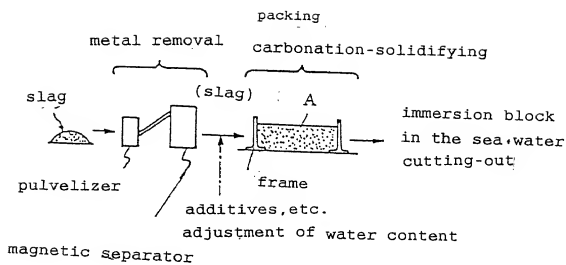 packing
metal removal
carbonation-solidifying
slag
(slag)
A
immersion block
in the sea.water
cutting-out
pulvelizer
frame
additives,etc.
adjustment of water content
magnetic separator